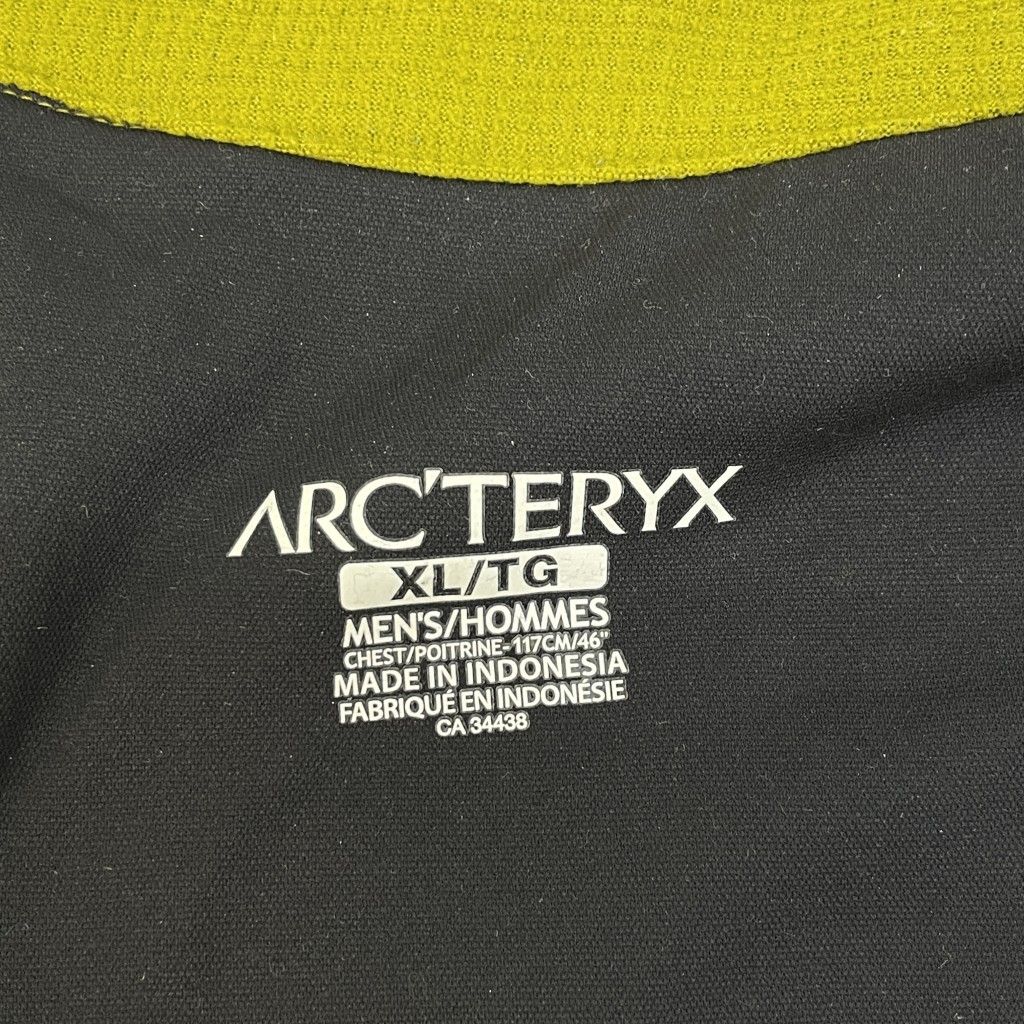 ARC'TERYX
XL/TG
MEN'S/HOMMES
CHEST/POITRINE-117CM/46"
MADE IN INDONESIA
FABRIQUÉ EN INDONÉSIE
CA 34438